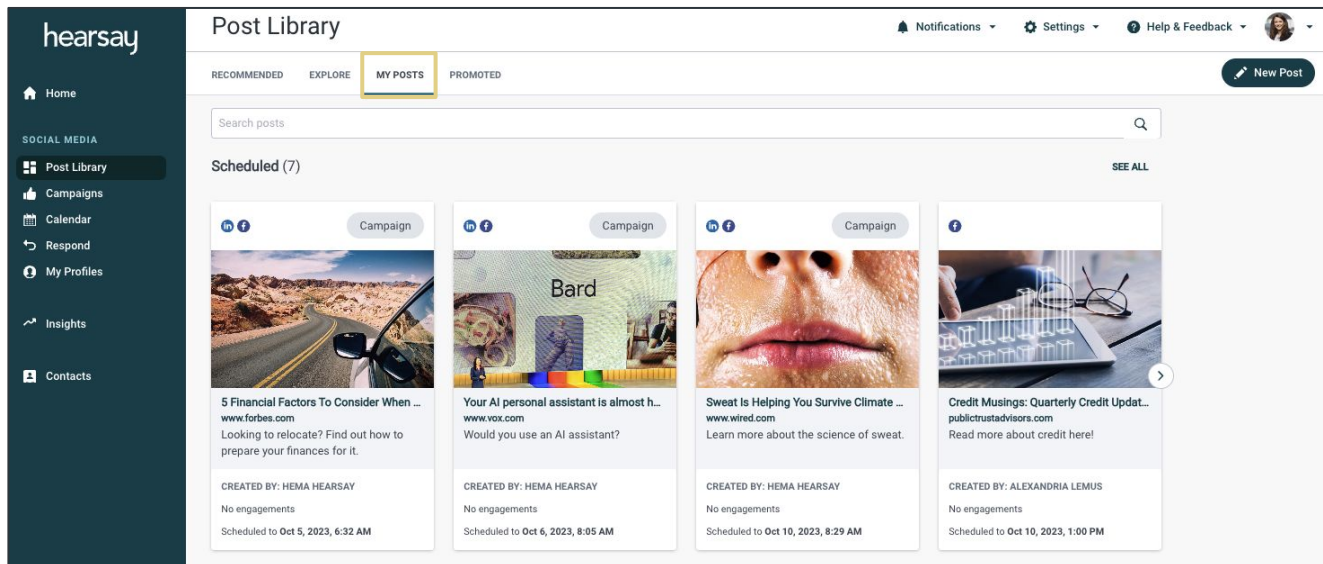 hearsay
Post Library
Notifications
Settings
Help & Feedback
RECOMMENDED
EXPLORE
MY POSTS
PROMOTED
New Post
Home
SOCIAL MEDIA
Post Library
Campaigns
Calendar
Respond
My Profiles
Insights
Contacts
Search posts
Scheduled (7)
SEE ALL
in f
Campaign
Bard
5 Financial Factors To Consider When ...
www.forbes.com
Looking to relocate? Find out how to
prepare your finances for it.
CREATED BY: HEMA HEARSAY
No engagements
Scheduled to Oct 5, 2023, 6:32 AM
in f
Campaign
Your AI personal assistant is almost h...
www.vox.com
Would you use an AI assistant?
CREATED BY: HEMA HEARSAY
No engagements
Scheduled to Oct 6, 2023, 8:05 AM
in f
Campaign
Sweat Is Helping You Survive Climate ...
www.wired.com
Learn more about the science of sweat.
CREATED BY: HEMA HEARSAY
No engagements
Scheduled to Oct 10, 2023, 8:29 AM
f
Credit Musings: Quarterly Credit Updat...
publictrustadvisors.com
Read more about credit here!
CREATED BY: ALEXANDRIA LEMUS
No engagements
Scheduled to Oct 10, 2023, 1:00 PM